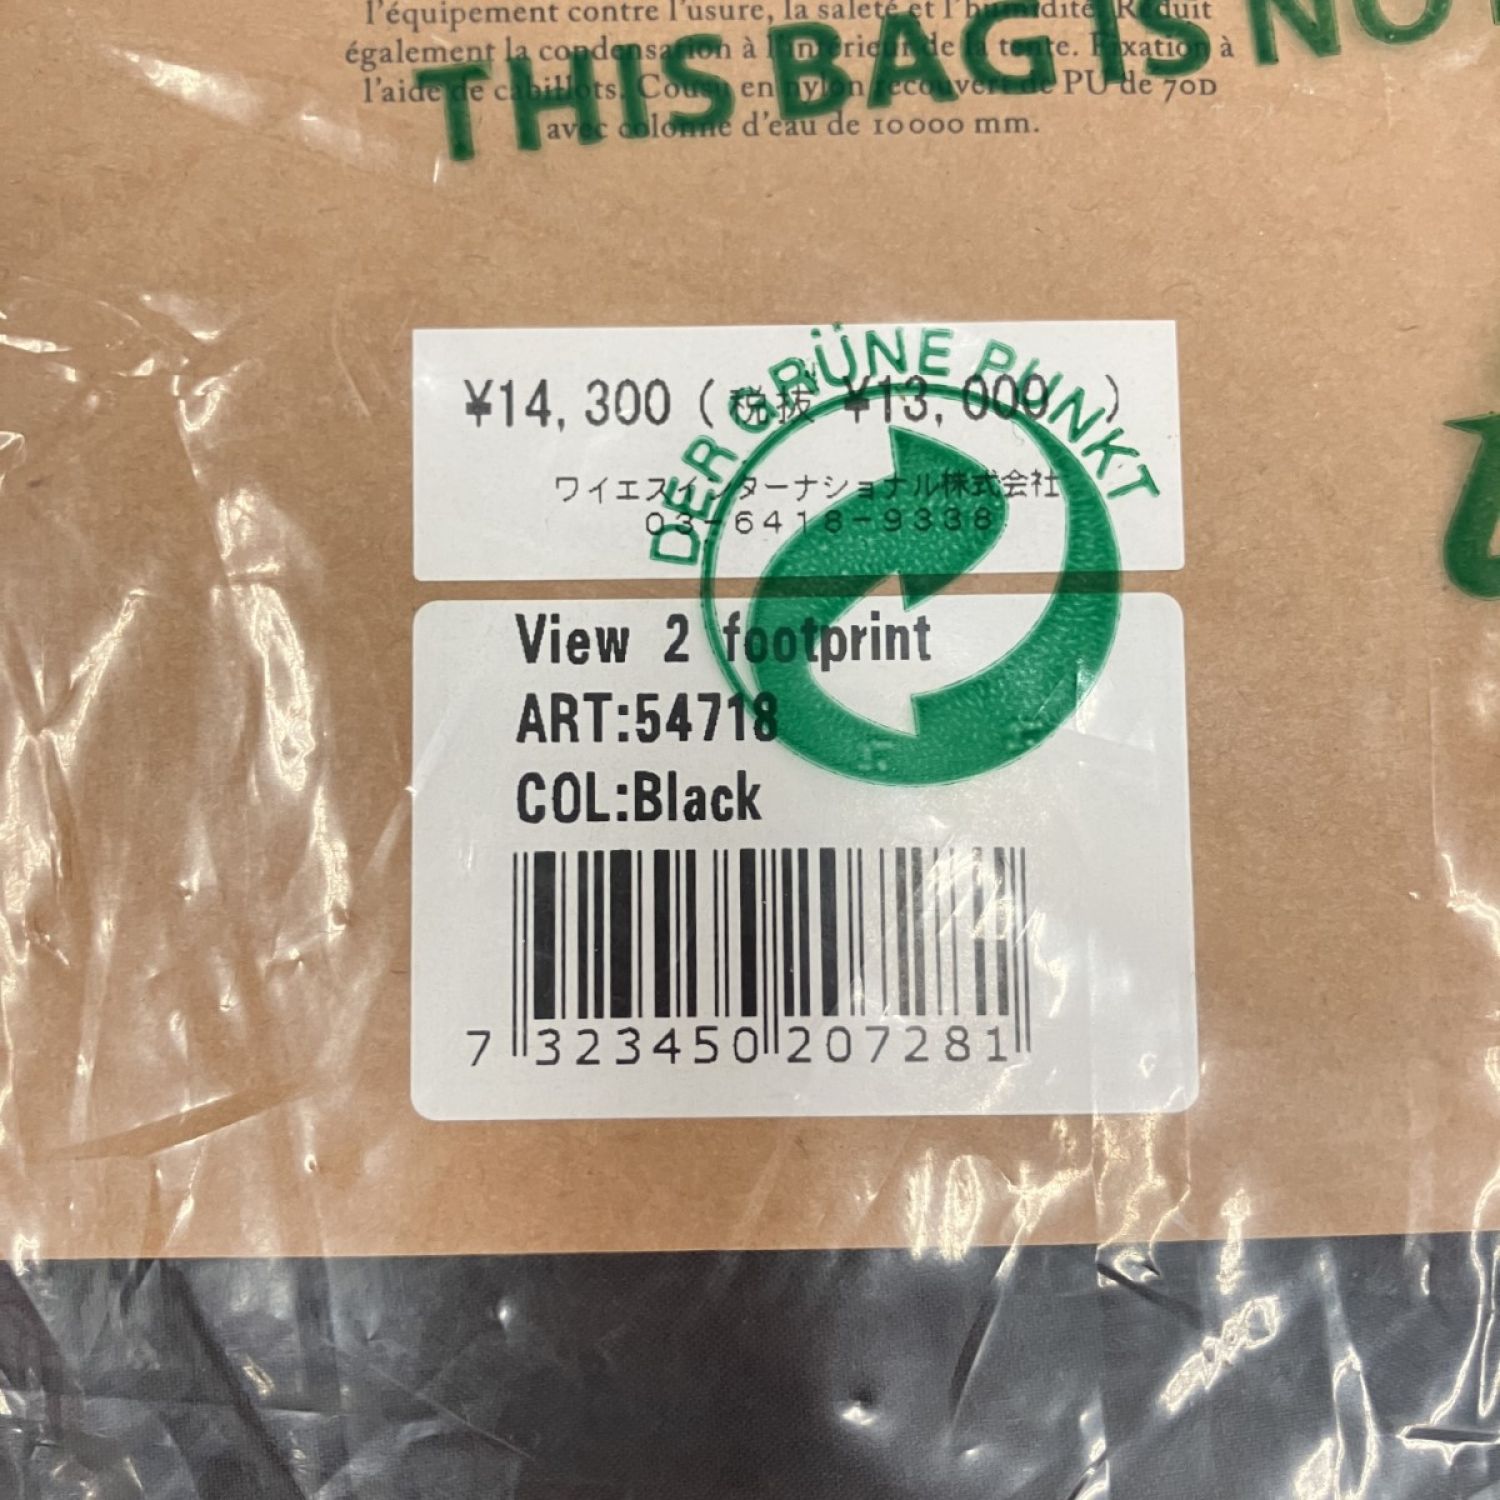 l'équipement contre l'usure, la saleté et l'humidité. Réduit
également la condensation à l'intérieur de la tente. Fixation à
l'aide de cabillots. Cousu en nylon recouvert de PU de 70D
avec colonne d'eau de 10000 mm.
THIS BAG IS NO
¥14,300(税抜 ¥13,000 )
ワイエスインターナショナル株式会社
03-6418-9338
DER GRÜNE PUNKT
View 2 footprint
ART:54718
COL:Black
7 323450 207281